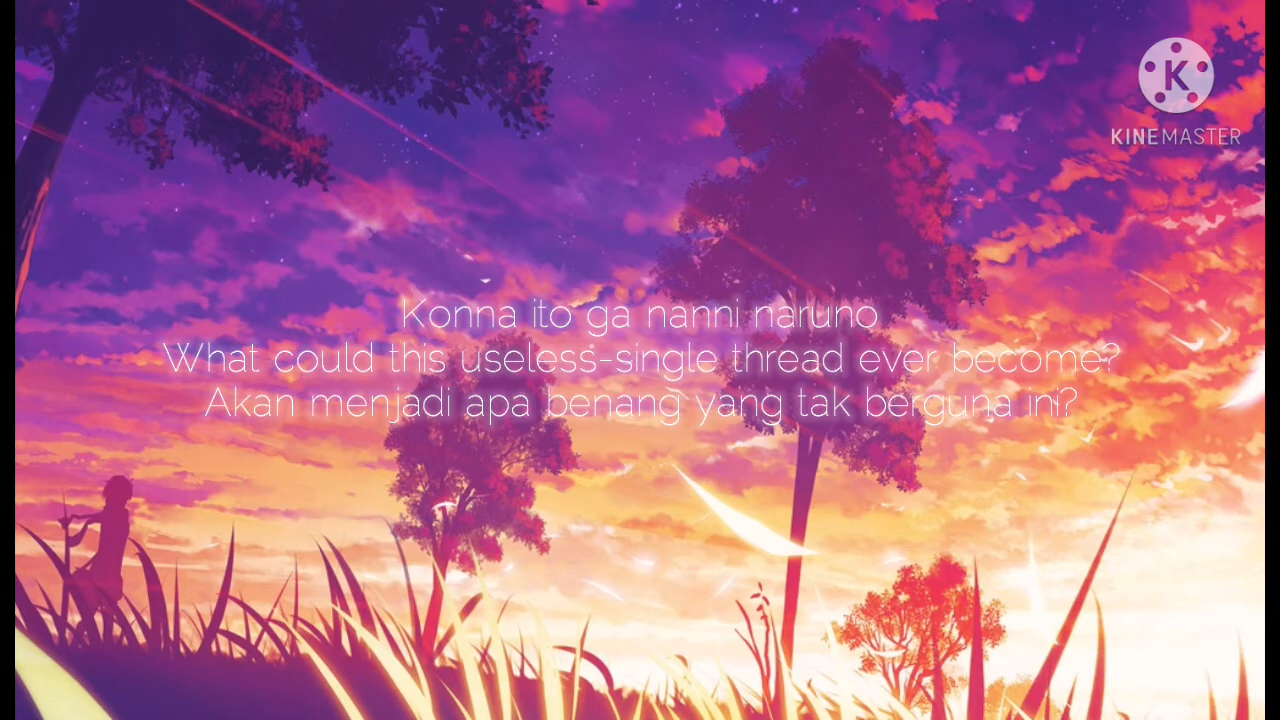 K
KINEMASTER
Konna ito ga nanni naruno
What could this useless-single thread ever become?
Akan menjadi apa benang yang tak berguna ini?